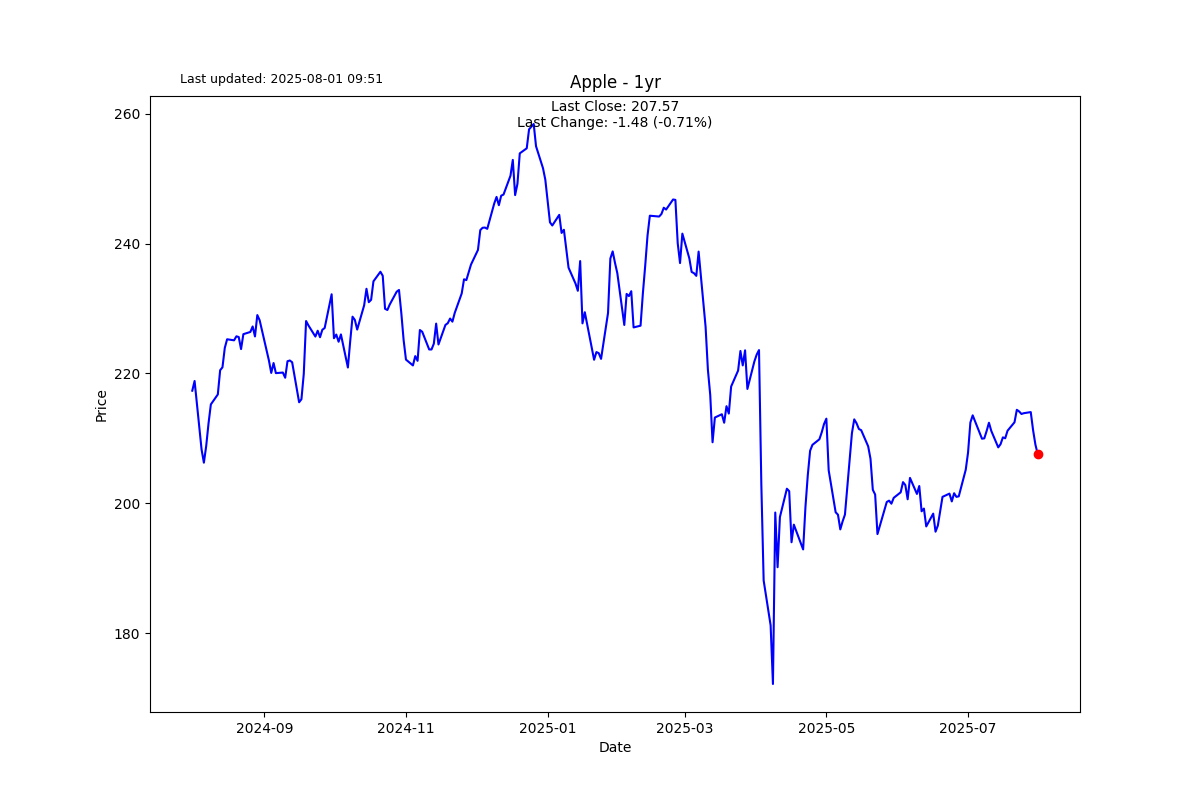 Last updated: 2025-08-01 09:51
Apple - 1yr
Last Close: 207.57
Last Change: -1.48 (-0.71%)
260
240
220
200
180
Price
2024-09
2024-11
2025-01
2025-03
2025-05
2025-07
Date